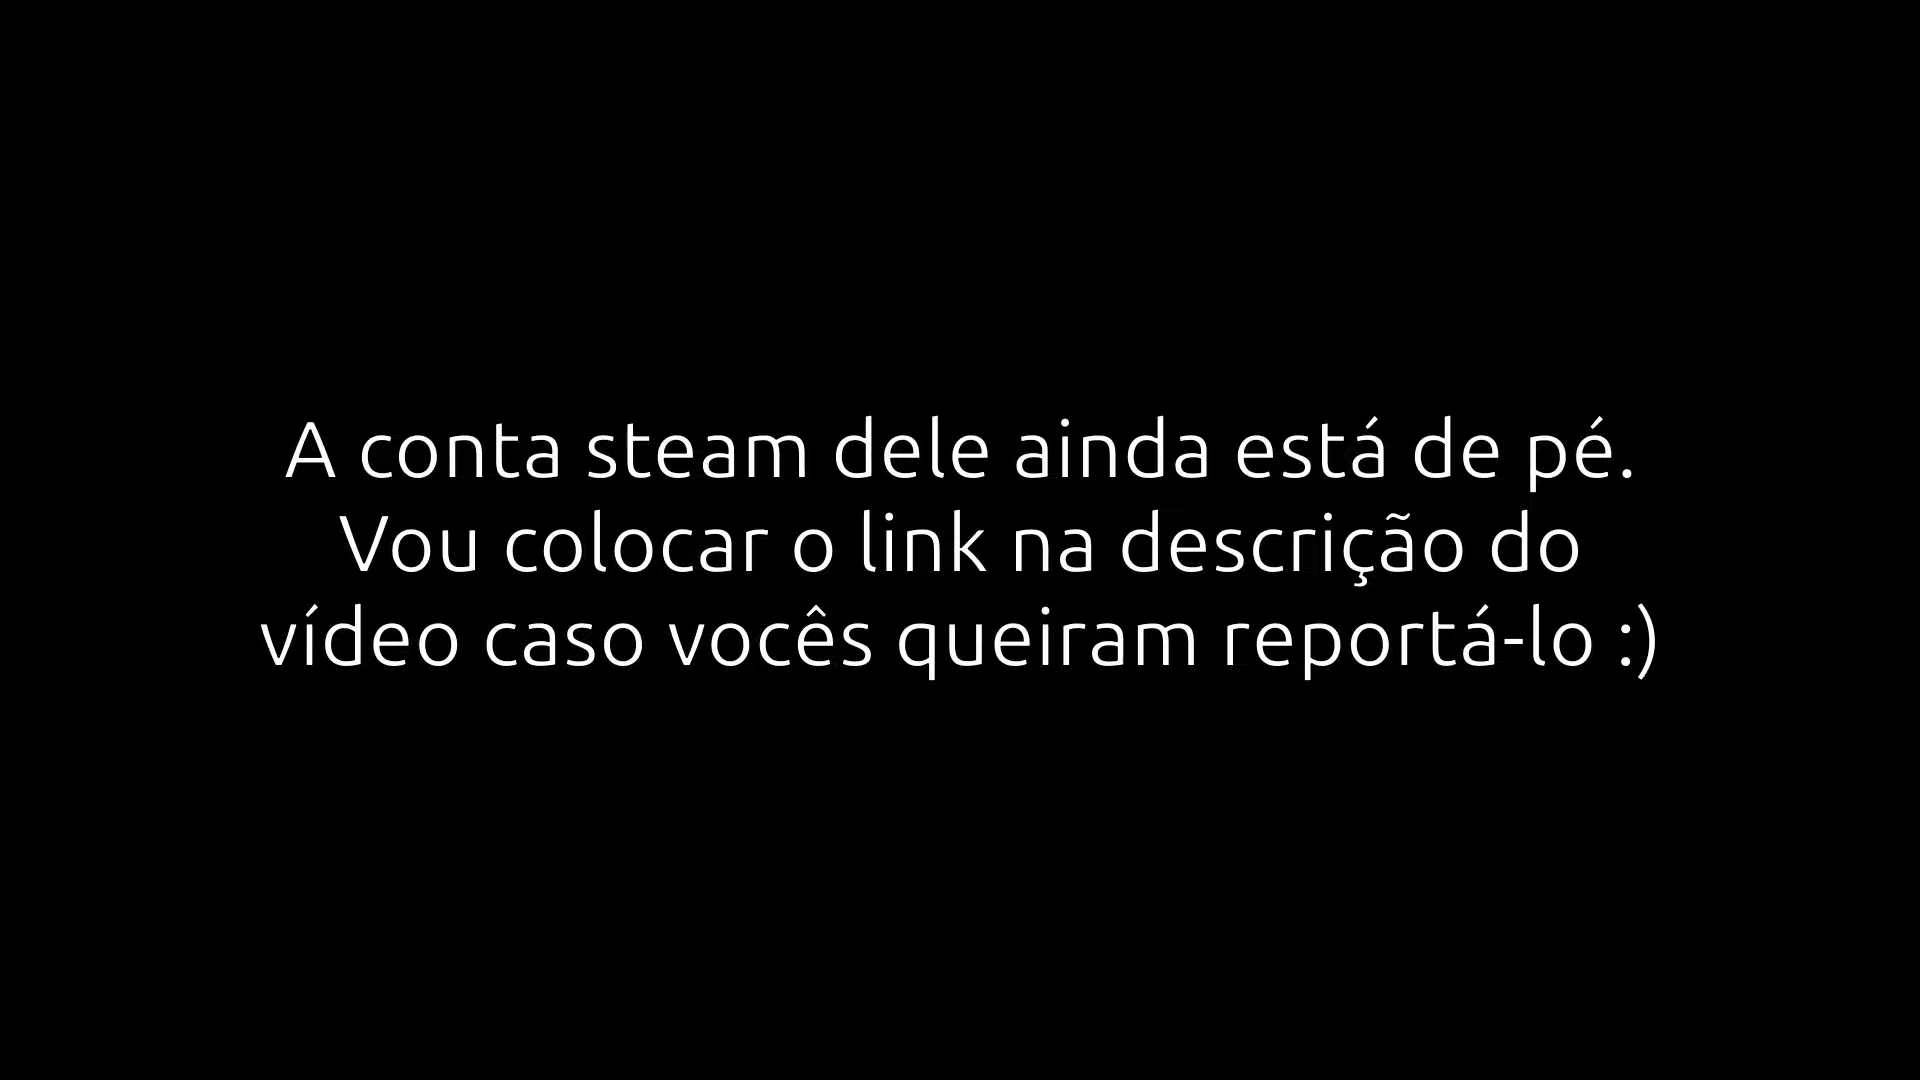 A conta steam dele ainda está de pé.
Vou colocar o link na descrição do
vídeo caso vocês queiram reportá-lo :)